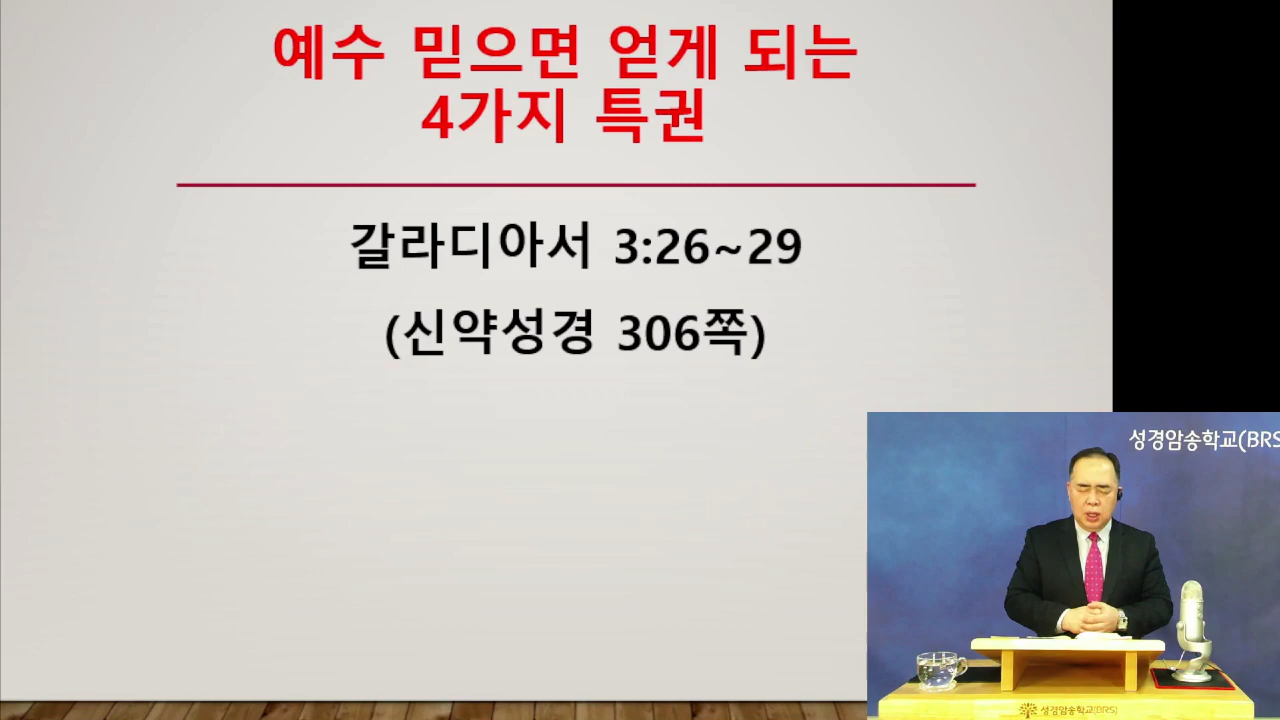 예수 믿으면 얻게 되는
4가지 특권
갈라디아서 3:26~29
(신약성경 306쪽)
성경암송학교(BRS
성경암송학교(BRS)